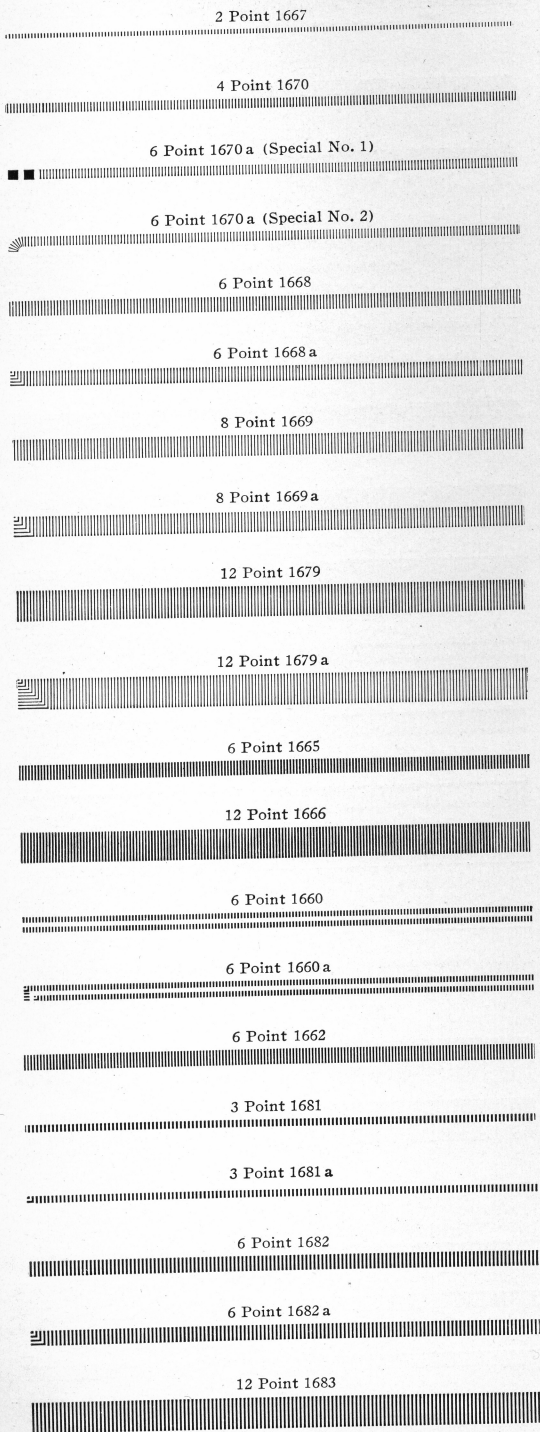 2 Point 1667
4 Point 1670
6 Point 1670 a (Special No. 1)
6 Point 1670 a (Special No. 2)
6 Point 1668
6 Point 1668 a
8 Point 1669
8 Point 1669 a
12 Point 1679
12 Point 1679 a
6 Point 1665
12 Point 1666
6 Point 1660
6 Point 1660 a
6 Point 1662
3 Point 1681
3 Point 1681 a
6 Point 1682
6 Point 1682 a
12 Point 1683